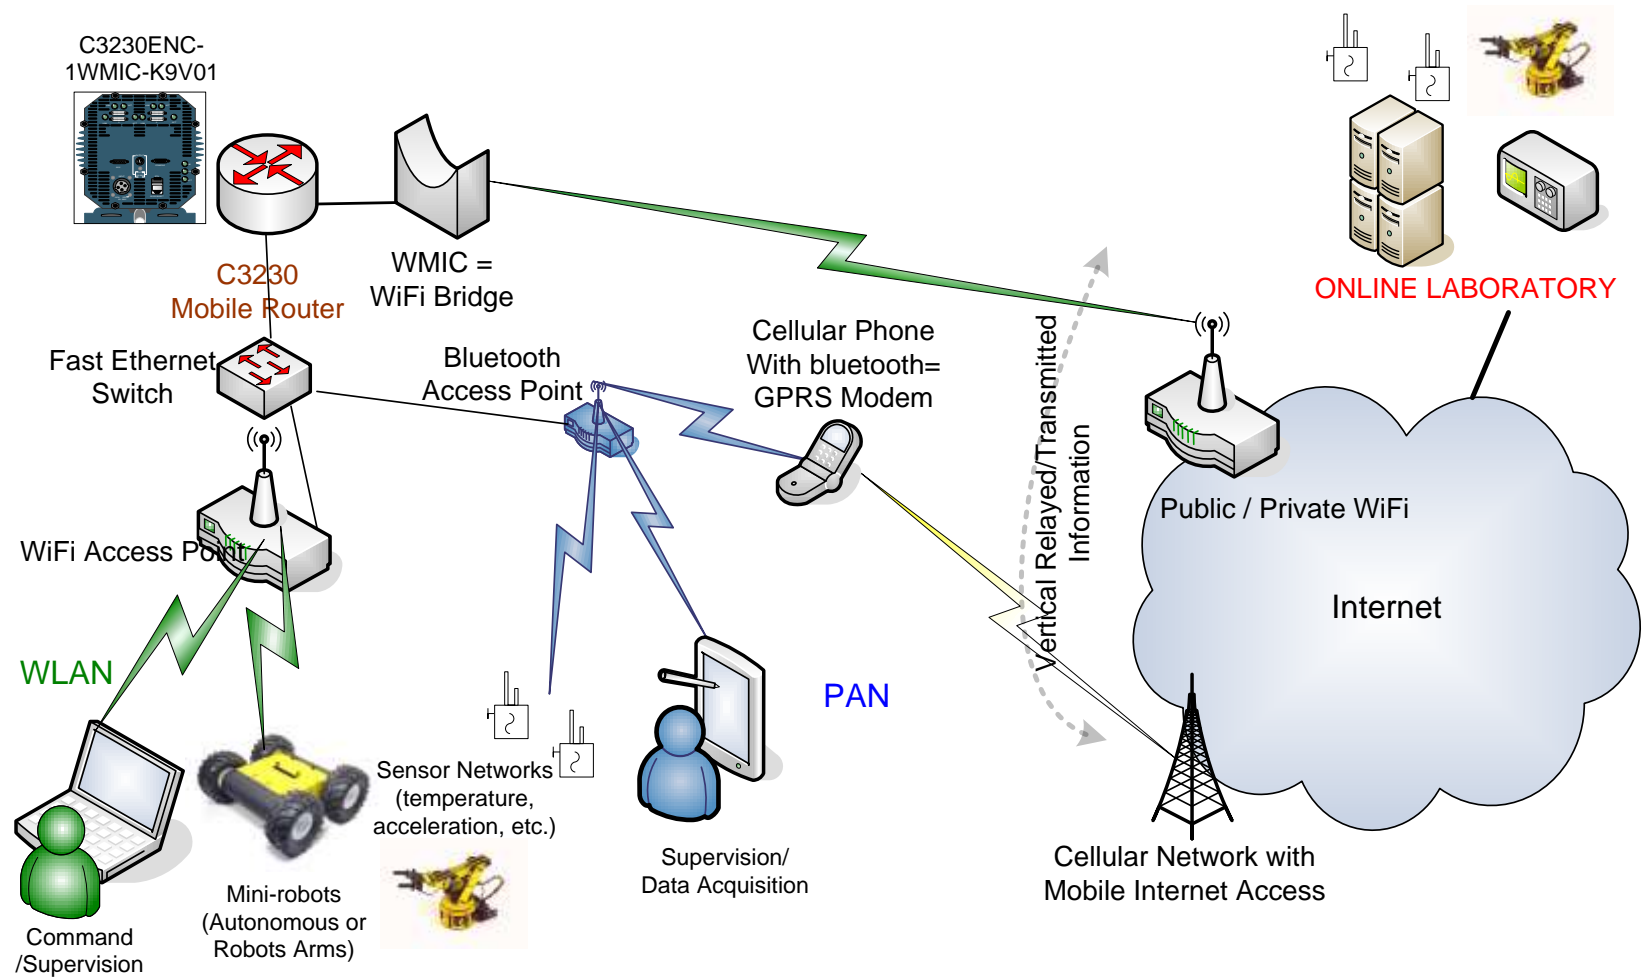 C3230ENC-
1WMIC-K9V01
C3230
Mobile Router
WMIC =
WiFi Bridge
ONLINE LABORATORY
Fast Ethernet
Switch
Bluetooth
Access Point
Cellular Phone
With bluetooth=
GPRS Modem
Vertical Relayed/Transmitted
Information
Public / Private WiFi
WiFi Access Point
Internet
WLAN
PAN
Sensor Networks
(temperature,
acceleration, etc.)
Supervision/
Data Acquisition
Cellular Network with
Mobile Internet Access
Mini-robots
(Autonomous or
Robots Arms)
Command
/Supervision